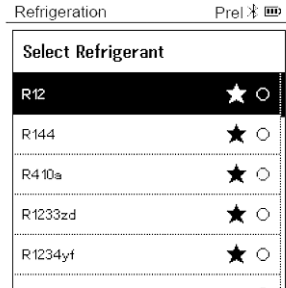 Refrigeration Prel
Select Refrigerant
R12
R144
R410a
R1233zd
R1234yf